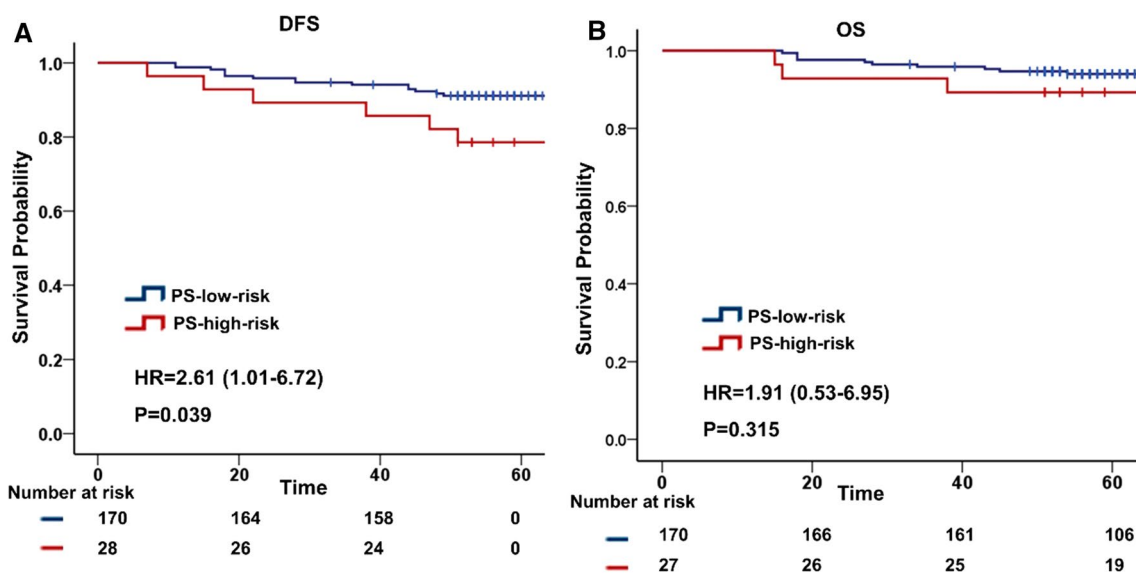 A
DFS
Survival Probability
1.0
0.8
0.6
0.4
0.2
0.0
PS-low-risk
PS-high-risk
HR=2.61 (1.01-6.72)
P=0.039
0 20 40 60
Time
Number at risk
170 164 158 0
28 26 24 0
B
OS
Survival Probability
1.0
0.8
0.6
0.4
0.2
0.0
PS-low-risk
PS-high-risk
HR=1.91 (0.53-6.95)
P=0.315
0 20 40 60
Time
Number at risk
170 166 161 106
27 26 25 19